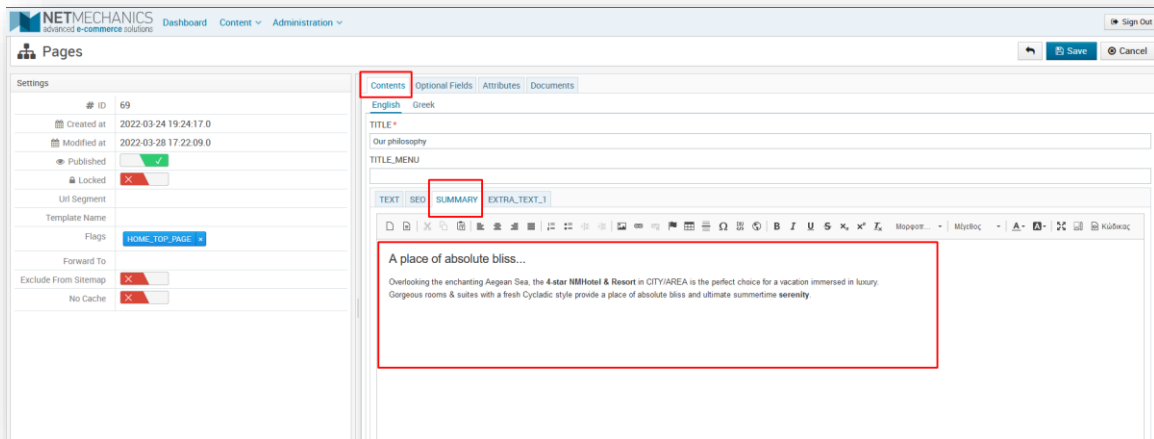 NETMECHANICS
advanced e-commerce solutions
Dashboard Content Administration
Sign Out
Pages
Save Cancel
Settings
# ID 69
Created at 2022-03-24 19:24:17.0
Modified at 2022-03-28 17:22:09.0
Published
Locked
Url Segment
Template Name
Flags HOME_TOP_PAGE ×
Forward To
Exclude From Sitemap
No Cache
Contents Optional Fields Attributes Documents
English Greek
TITLE*
Our philosophy
TITLE_MENU
TEXT SEO SUMMARY EXTRA_TEXT_1
B I U S x₂ x² Tx Μορφοπ... Μέγεθος A Κώδικας
A place of absolute bliss...
Overlooking the enchanting Aegean Sea, the 4-star NMHotel & Resort in CITY/AREA is the perfect choice for a vacation immersed in luxury.
Gorgeous rooms & suites with a fresh Cycladic style provide a place of absolute bliss and ultimate summertime serenity.